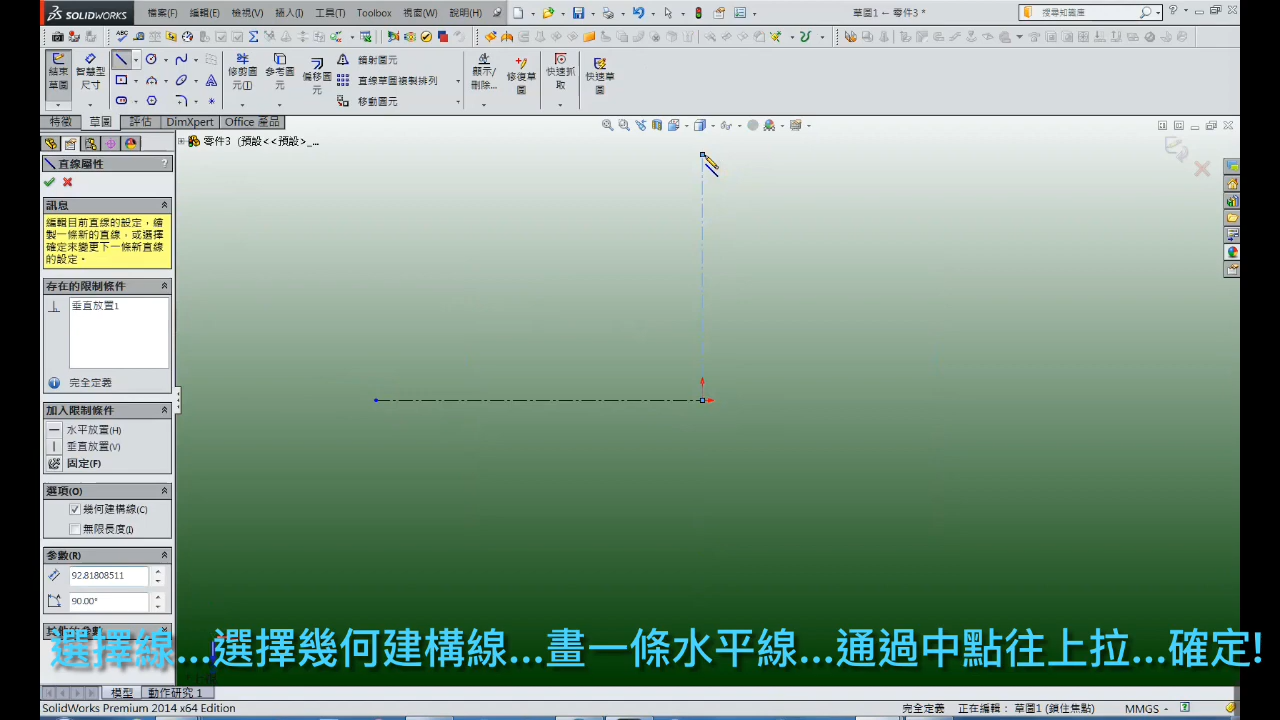 SOLIDWORKS
檔案(F) 編輯(E) 檢視(V) 插入(I) 工具(T) Toolbox 視窗(W) 說明(H)
草圖1 ← 零件3 *
搜尋知識庫
結束草圖
智慧型尺寸
修剪圖元(I)
參考圖元
偏移圖元
鏡射圖元
直線草圖複製排列
移動圖元
顯示/刪除...
修復草圖
快速抓取
快速草圖
特徵 草圖 評估 DimXpert Office 產品
零件3 (預設<<預設>_...
直線屬性
訊息
編輯目前直線的設定，繪
製一條新的直線，或選擇
確定來變更下一條新直線
的設定。
存在的限制條件
垂直放置1
完全定義
加入限制條件
水平放置(H)
垂直放置(V)
固定(F)
選項(O)
幾何建構線(C)
無限長度(I)
參數(R)
92.81808511
90.00°
其他的參數
選擇線...選擇幾何建構線...畫一條水平線...通過中點往上拉...確定!
模型 動作研究 1
SolidWorks Premium 2014 x64 Edition
完全定義 正在編輯: 草圖1 (鎖住焦點) MMGS